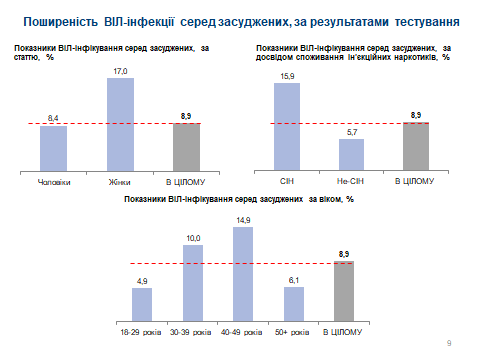 Поширеність ВІЛ-інфекції серед засуджених, за результатами тестування
Показники ВІЛ-інфікування серед засуджених, за
статтю, %
17,0
8,4
8,9
Чоловіки Жінки В ЦІЛОМУ
Показники ВІЛ-інфікування серед засуджених, за
досвідом споживання ін'єкційних наркотиків, %
15,9
5,7
8,9
СІН Не-СІН В ЦІЛОМУ
Показники ВІЛ-інфікування серед засуджених за віком, %
4,9
10,0
14,9
6,1
8,9
18-29 років 30-39 років 40-49 років 50+ років В ЦІЛОМУ
9